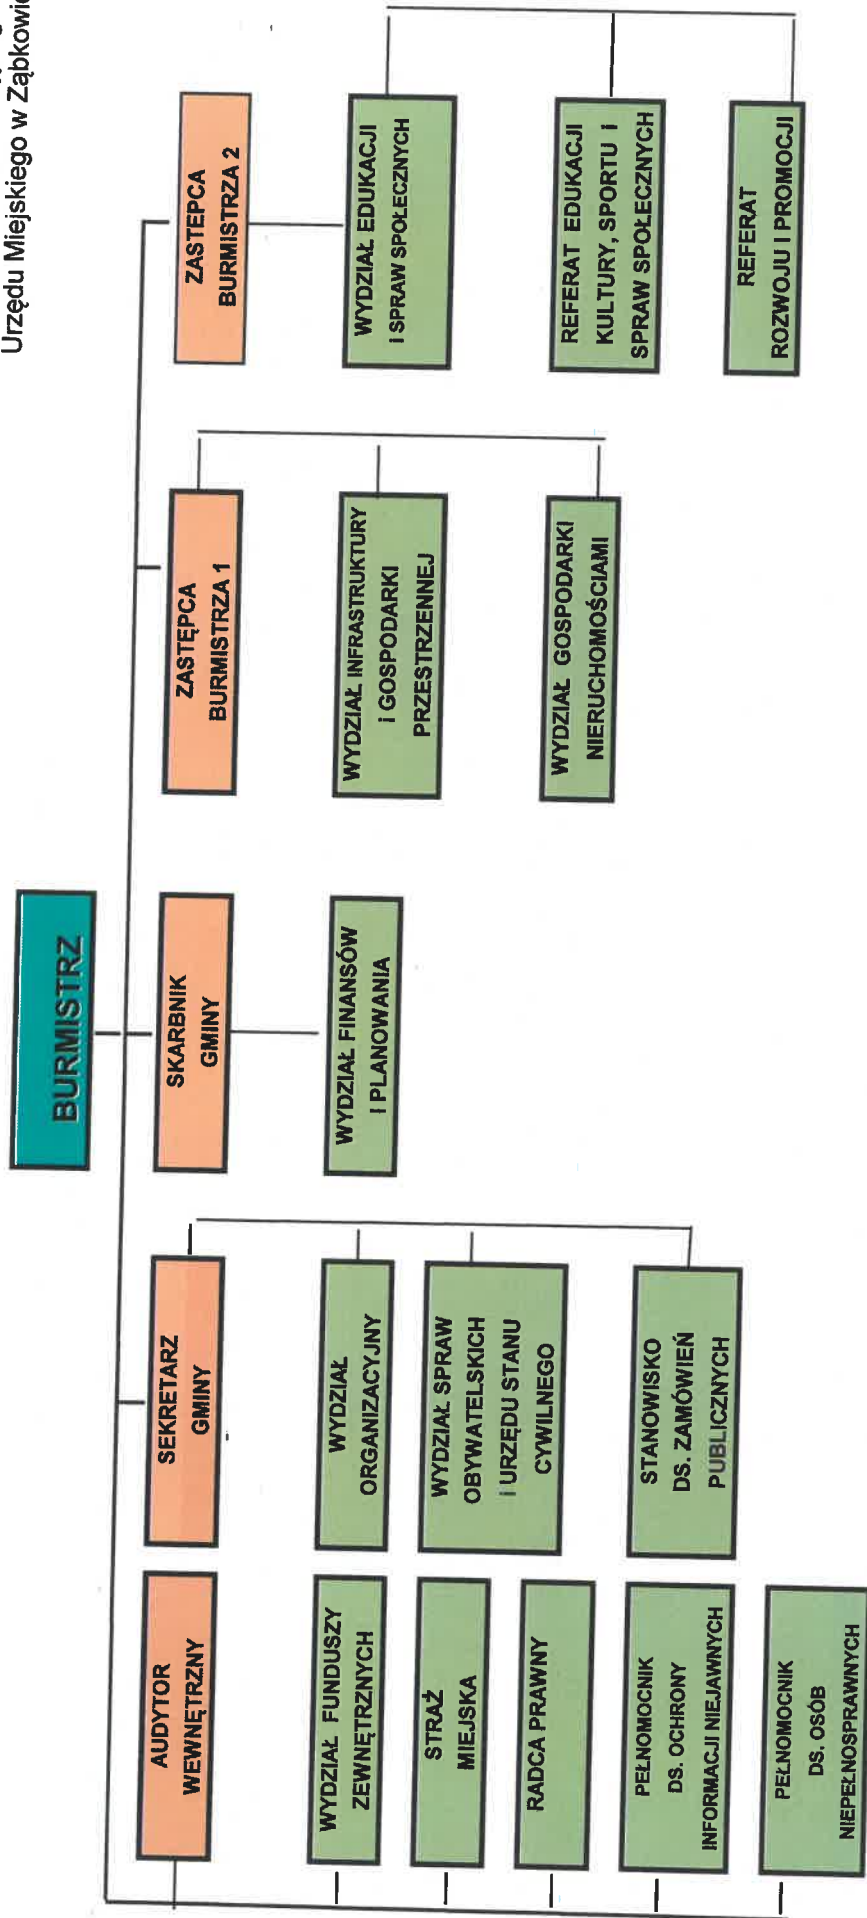 Urzędu Miejskiego w Ząbkowic
BURMISTRZ
AUDYTOR
WEWNĘTRZNY
SEKRETARZ
GMINY
SKARBNIK
GMINY
ZASTĘPCA
BURMISTRZA 1
ZASTEPCA
BURMISTRZA 2
WYDZIAŁ FUNDUSZY
ZEWNĘTRZNYCH
STRAŻ
MIEJSKA
RADCA PRAWNY
PEŁNOMOCNIK
DS. OCHRONY
INFORMACJI NIEJAWNYCH
PEŁNOMOCNIK
DS. OSÓB
NIEPEŁNOSPRAWNYCH
WYDZIAŁ
ORGANIZACYJNY
WYDZIAŁ SPRAW
OBYWATELSKICH
I URZĘDU STANU
CYWILNEGO
STANOWISKO
DS. ZAMÓWIEŃ
PUBLICZNYCH
WYDZIAŁ FINANSÓW
I PLANOWANIA
WYDZIAŁ INFRASTRUKTURY
i GOSPODARKI
PRZESTRZENNEJ
WYDZIAŁ GOSPODARKI
NIERUCHOMOŚCIAMI
WYDZIAŁ EDUKACJI
I SPRAW SPOŁECZNYCH
REFERAT EDUKACJI
KULTURY, SPORTU i
SPRAW SPOŁECZNYCH
REFERAT
ROZWOJU I PROMOCJI